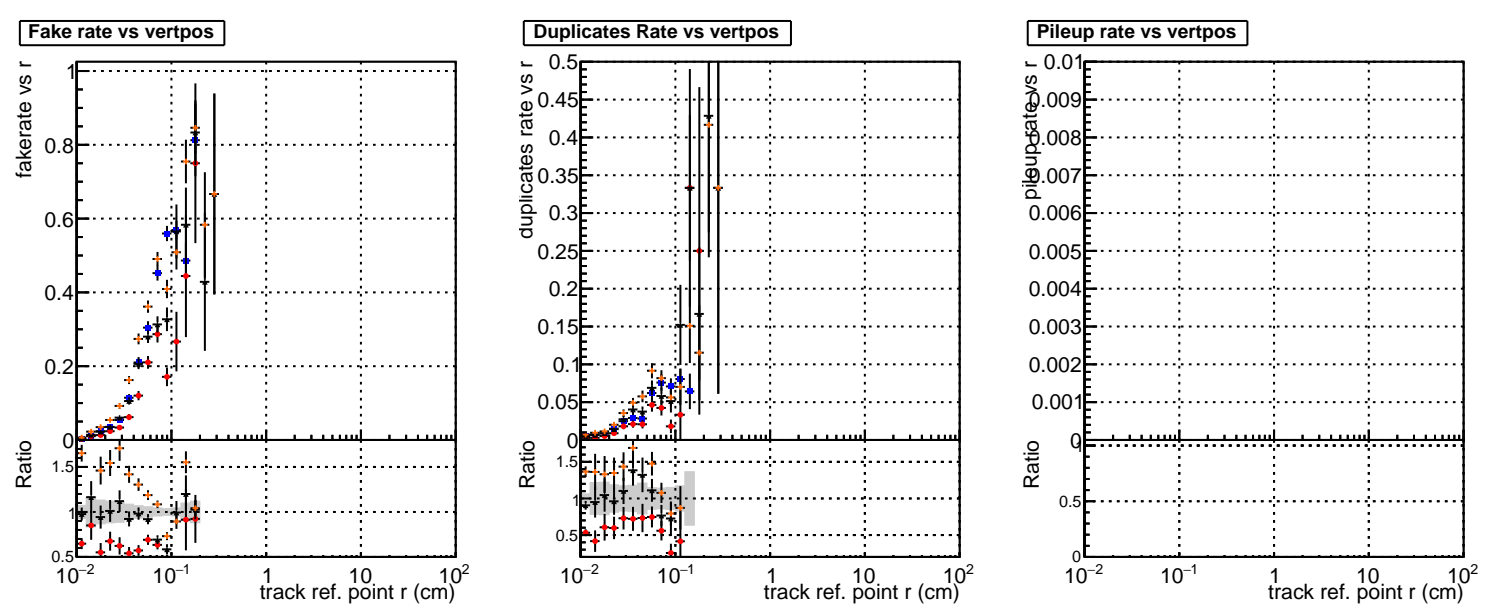 Fake rate vs vertpos
fakerate vs r
1
0.8
0.6
0.4
0.2
0
Ratio
1.5
1
0.5
10−2 10−1 1 10 102
track ref. point r (cm)
Duplicates Rate vs vertpos
duplicates rate vs r
0.5
0.45
0.4
0.35
0.3
0.25
0.2
0.15
0.1
0.05
0
Ratio
1.5
1
0.5
10−2 10−1 1 10 102
track ref. point r (cm)
Pileup rate vs vertpos
pileup rate vs r
0.01
0.009
0.008
0.007
0.006
0.005
0.004
0.003
0.002
0.001
0
Ratio
1
0.5
0
10−2 10−1 1 10 102
track ref. point r (cm)